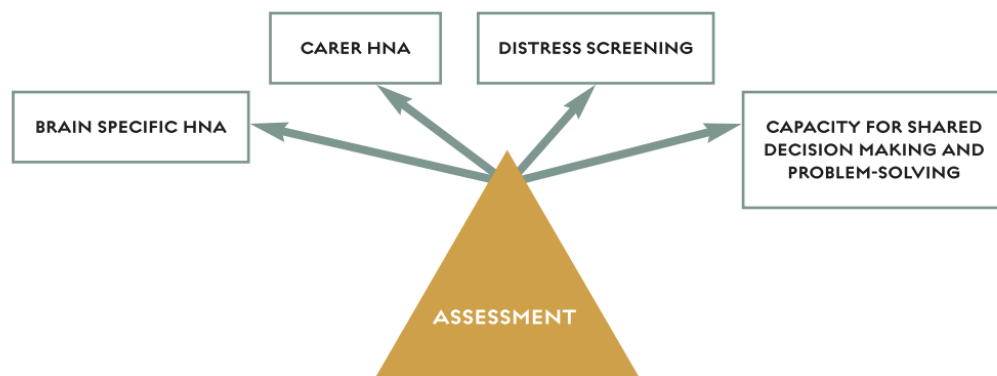 CARER HNA
DISTRESS SCREENING
BRAIN SPECIFIC HNA
CAPACITY FOR SHARED
DECISION MAKING AND
PROBLEM-SOLVING
ASSESSMENT